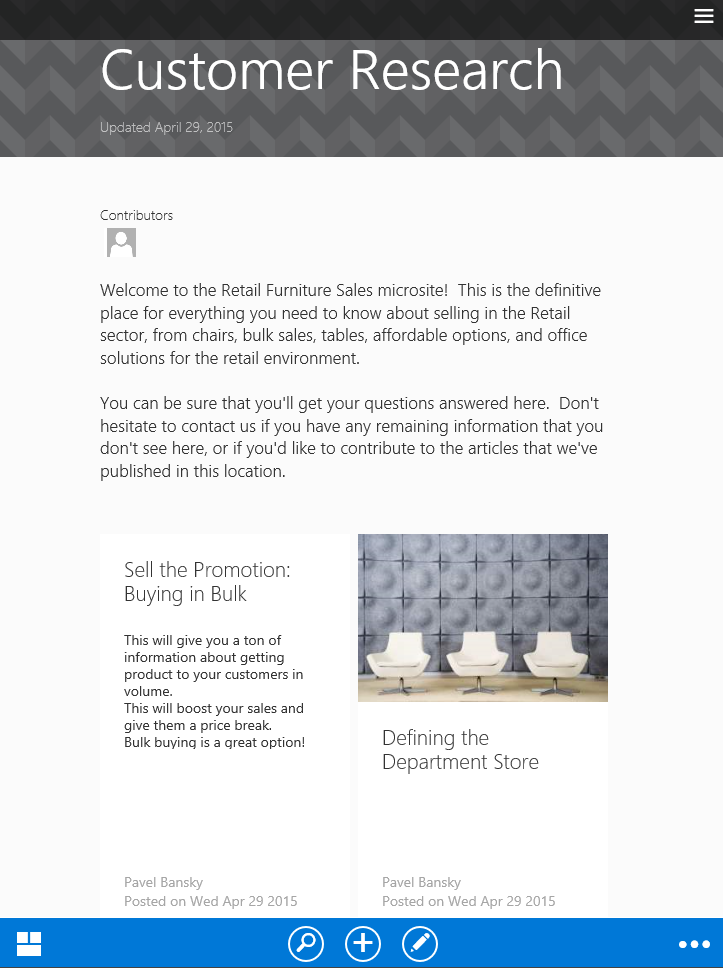 Customer Research
Updated April 29, 2015
Contributors
Welcome to the Retail Furniture Sales microsite!  This is the definitive
place for everything you need to know about selling in the Retail
sector, from chairs, bulk sales, tables, affordable options, and office
solutions for the retail environment.
You can be sure that you'll get your questions answered here.  Don't
hesitate to contact us if you have any remaining information that you
don't see here, or if you'd like to contribute to the articles that we've
published in this location.
Sell the Promotion:
Buying in Bulk
This will give you a ton of
information about getting
product to your customers in
volume.
This will boost your sales and
give them a price break.
Bulk buying is a great option!
Pavel Bansky
Posted on Wed Apr 29 2015
Defining the
Department Store
Pavel Bansky
Posted on Wed Apr 29 2015